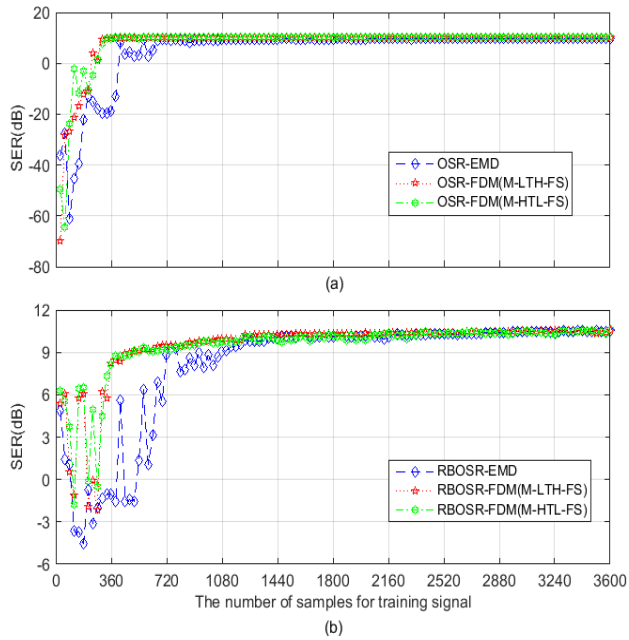 20
0
-20
-40
-60
-80
SER(dB)
OSR-EMD
OSR-FDM(M-LTH-FS)
OSR-FDM(M-HTL-FS)
(a)
12
9
6
3
0
-3
-6
SER(dB)
RBOSR-EMD
RBOSR-FDM(M-LTH-FS)
RBOSR-FDM(M-HTL-FS)
0 360 720 1080 1440 1800 2160 2520 2880 3240 3600
The number of samples for training signal
(b)